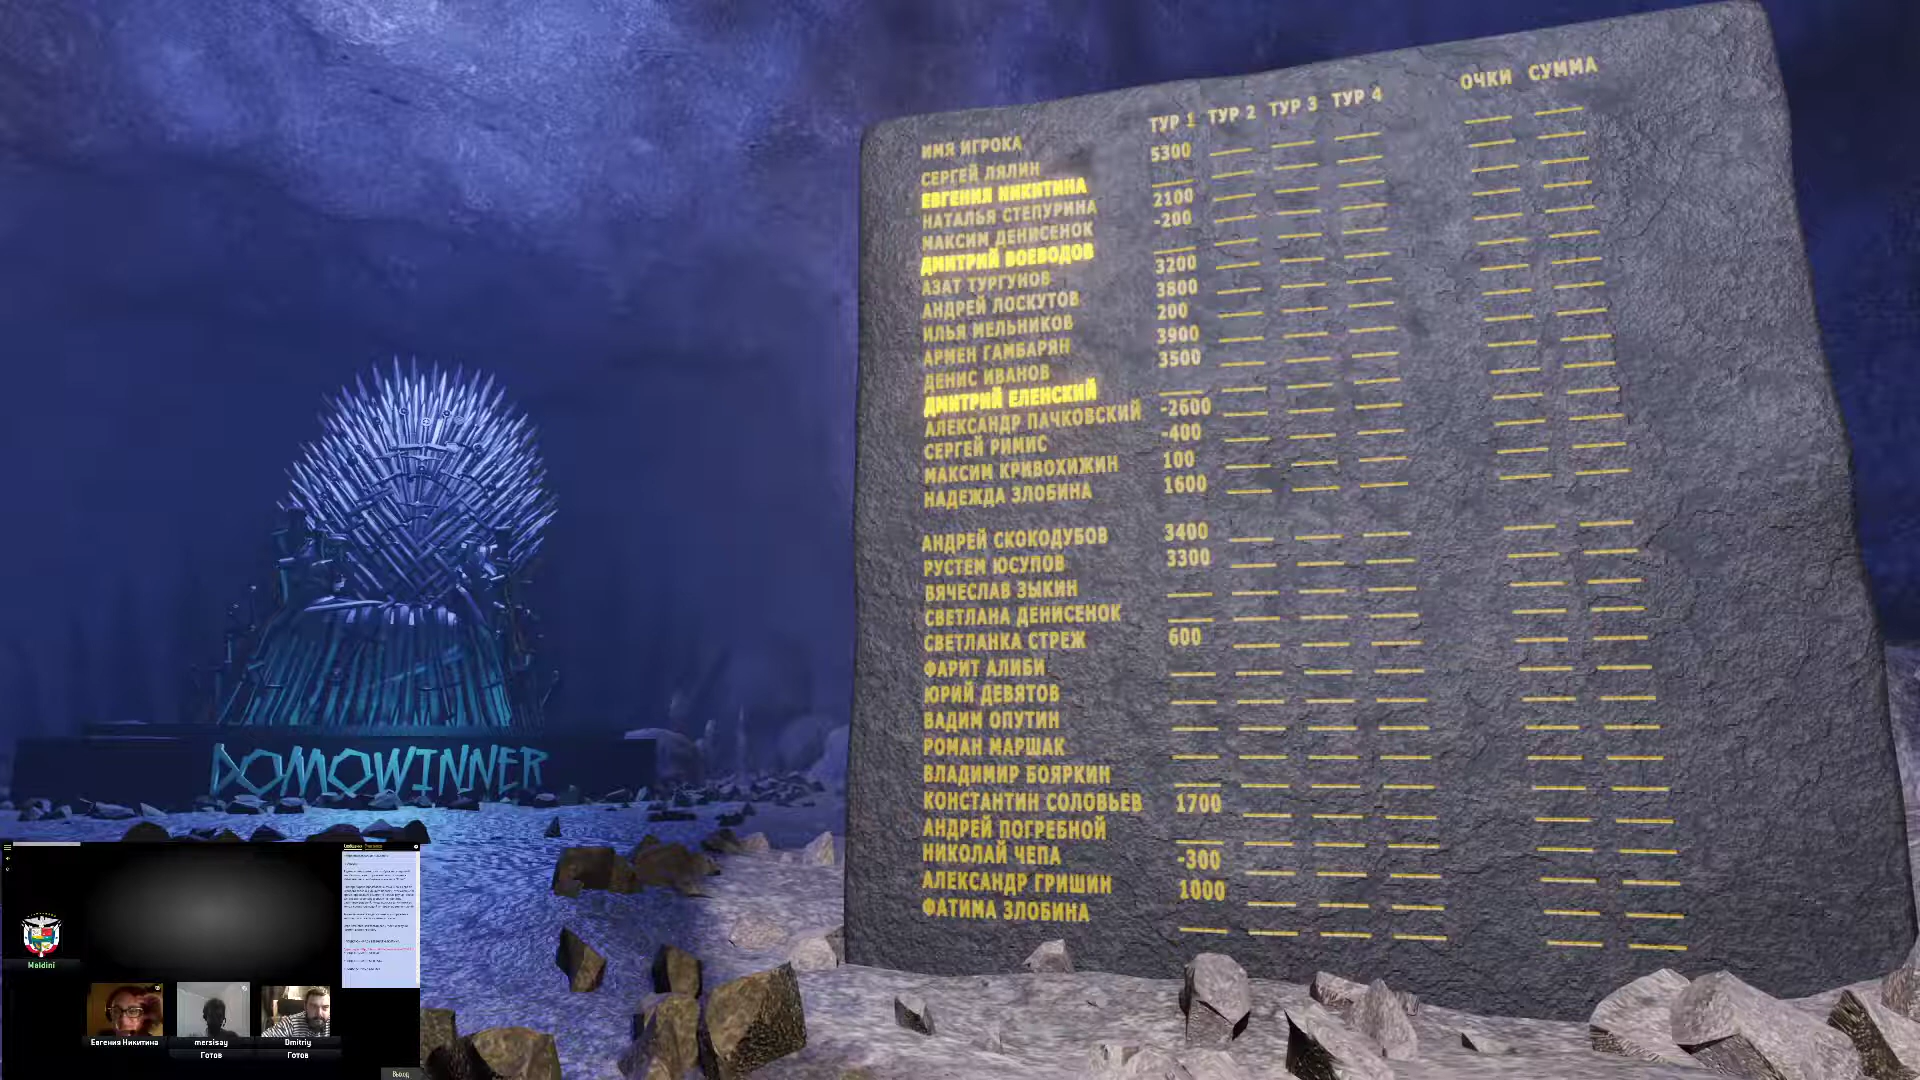 ИМЯ ИГРОКА ТУР 1 ТУР 2 ТУР 3 ТУР 4 ОЧКИ СУММА
СЕРГЕЙ ЛЯЛИН 5300
ЕВГЕНИЯ НИКИТИНА
НАТАЛЬЯ СТЕПУРИНА 2100
МАКСИМ ДЕНИСЕНОК -200
ДМИТРИЙ ВОЕВОДОВ
АЗАТ ТУРГУНОВ 3200
АНДРЕЙ ЛОСКУТОВ 3800
ИЛЬЯ МЕЛЬНИКОВ 200
АРМЕН ГАМБАРЯН 3900
ДЕНИС ИВАНОВ 3500
ДМИТРИЙ ЕЛЕНСКИЙ
АЛЕКСАНДР ПАЧКОВСКИЙ -2600
СЕРГЕЙ РИМИС -400
МАКСИМ КРИВОХИЖИН 100
НАДЕЖДА ЗЛОБИНА 1600
АНДРЕЙ СКОКОДУБОВ 3400
РУСТЕМ ЮСУПОВ 3300
ВЯЧЕСЛАВ ЗЫКИН
СВЕТЛАНА ДЕНИСЕНОК
СВЕТЛАНКА СТРЕЖ 600
ФАРИТ АЛИБИ
ЮРИЙ ДЕВЯТОВ
ВАДИМ ОПУТИН
РОМАН МАРШАК
ВЛАДИМИР БОЯРКИН
КОНСТАНТИН СОЛОВЬЕВ 1700
АНДРЕЙ ПОГРЕБНОЙ
НИКОЛАЙ ЧЕПА -300
АЛЕКСАНДР ГРИШИН 1000
ФАТИМА ЗЛОБИНА
DOMOWINNER
Maldini
Евгения Никитина
mersisay
Готов
Dmitriy
Готов
Выход